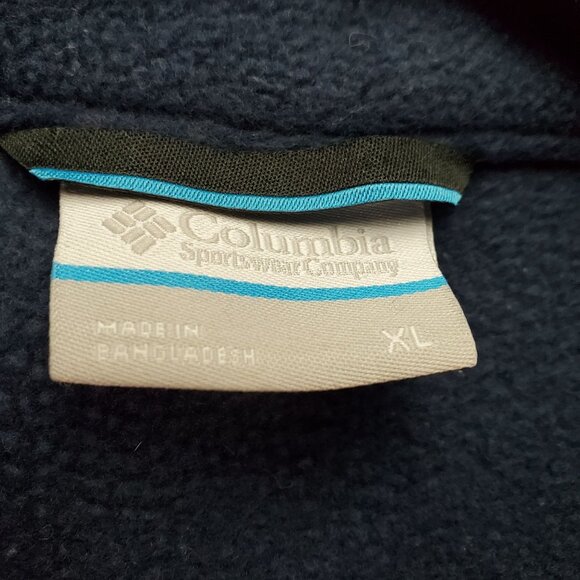 Columbia
Sportswear Company
MADE IN
BANGLADESH
XL